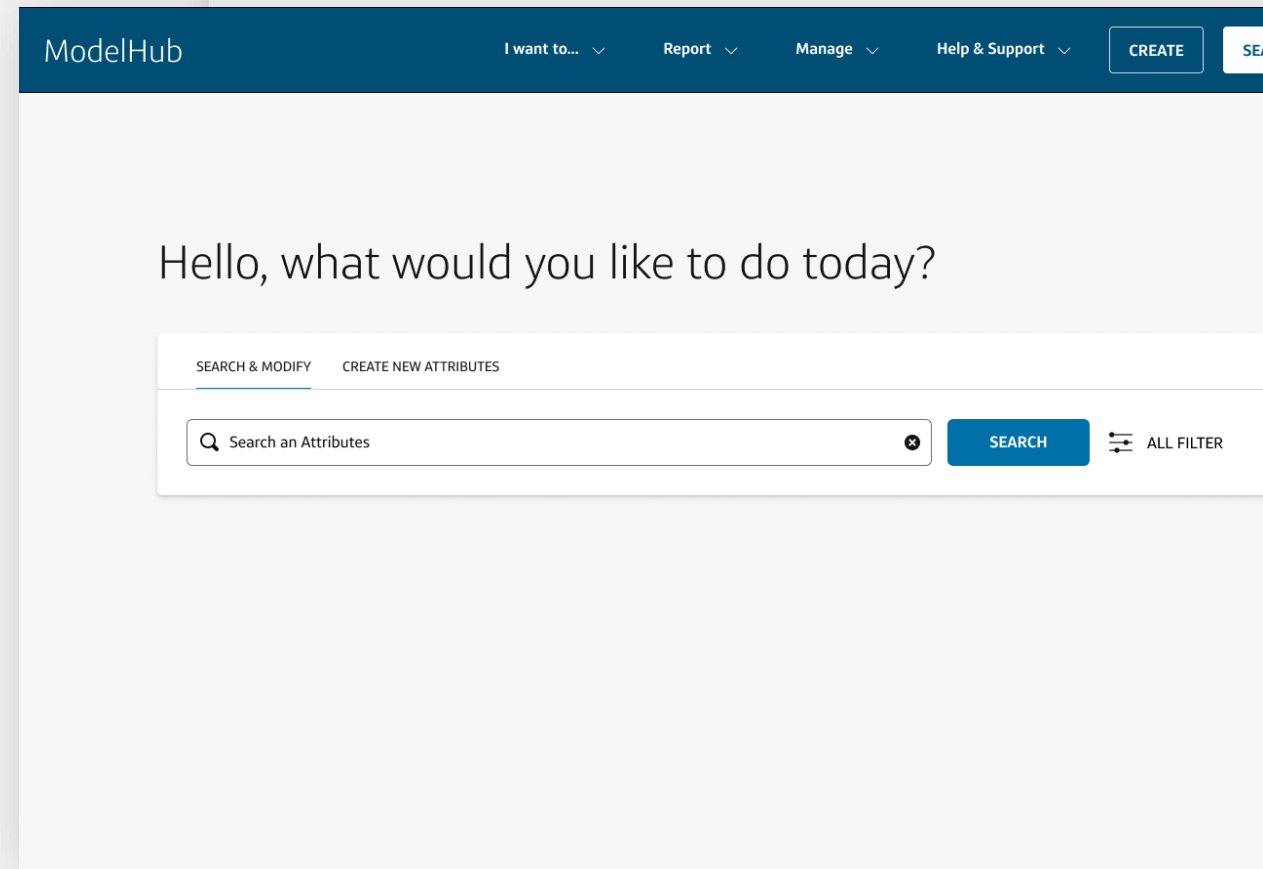 ModelHub I want to... Report Manage Help & Support CREATE
Hello, what would you like to do today?
SEARCH & MODIFY CREATE NEW ATTRIBUTES
Search an Attributes SEARCH ALL FILTER